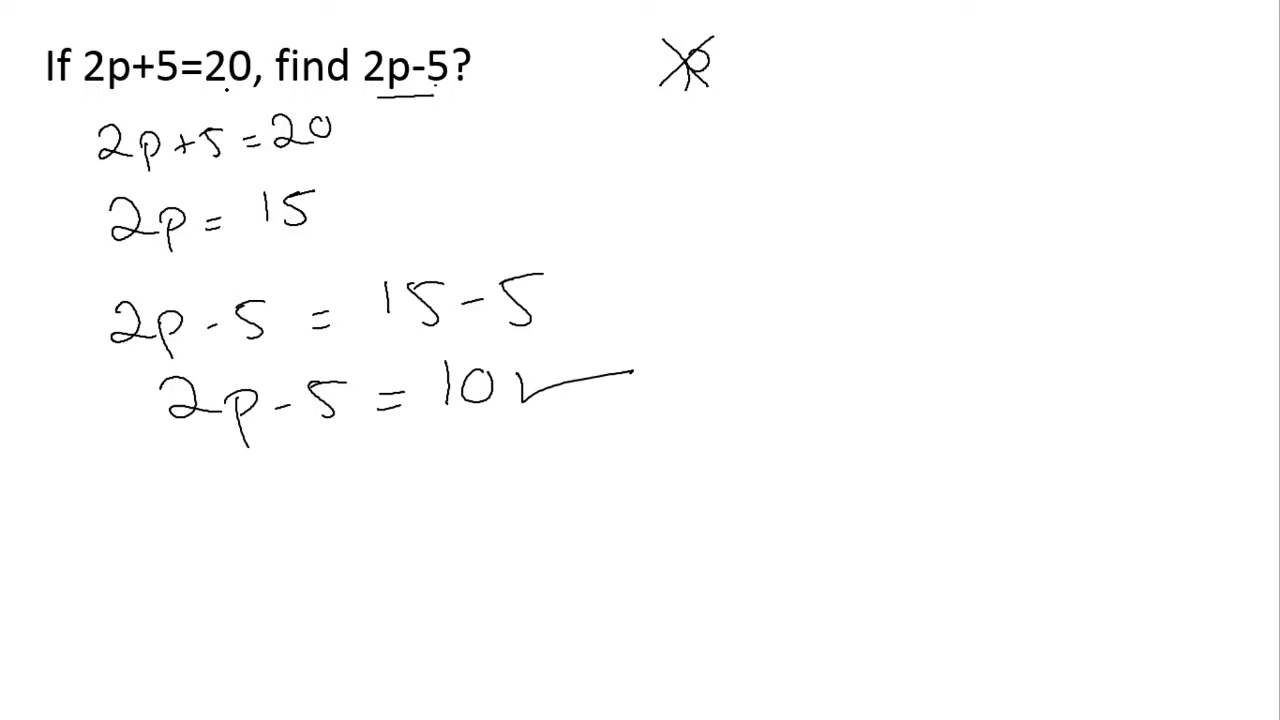 If 2p+5=20, find 2p-5?
p
2p+5=20
2p = 15
2p - 5 = 15 - 5
2p - 5 = 10 ✓